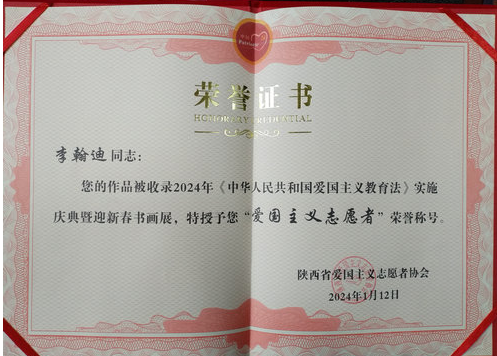 荣誉证书
HONORARY CRUDENTIAL
李翰迪同志：
您的作品被收录2024年《中华人民共和国爱国主义教育法》实施
庆典暨迎新春书画展，特授予您“爱国主义志愿者”荣誉称号。
陕西省爱国主义志愿者协会
2024年1月12日